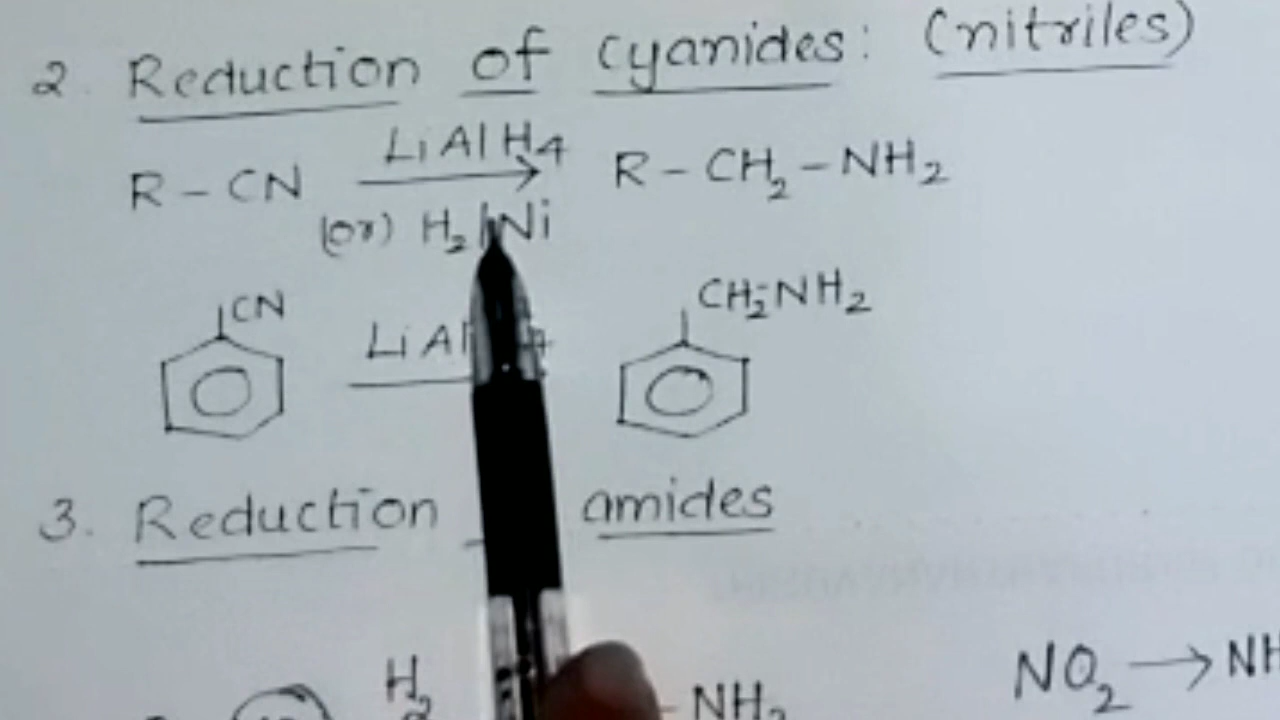 2. Reduction of cyanides: (nitriles)
R - CN LiAlH4 → R - CH2 - NH2
(or) H2/Ni
CN CH2-NH2
LiAl
3. Reduction amides
H2 - NH2
NO2 → NH